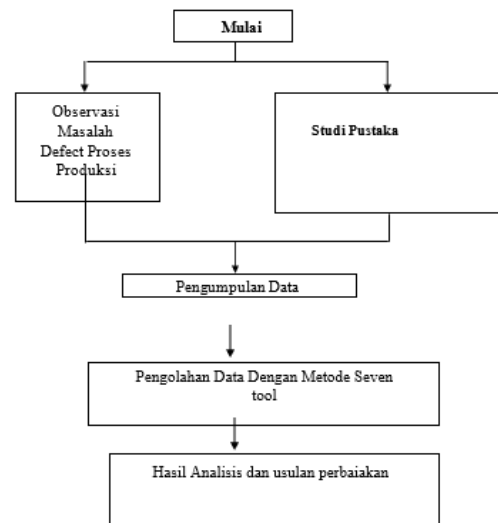 Mulai
Observasi
Masalah
Defect Proses
Produksi
Studi Pustaka
Pengumpulan Data
Pengolahan Data Dengan Metode Seven
tool
Hasil Analisis dan usulan perbaiakan